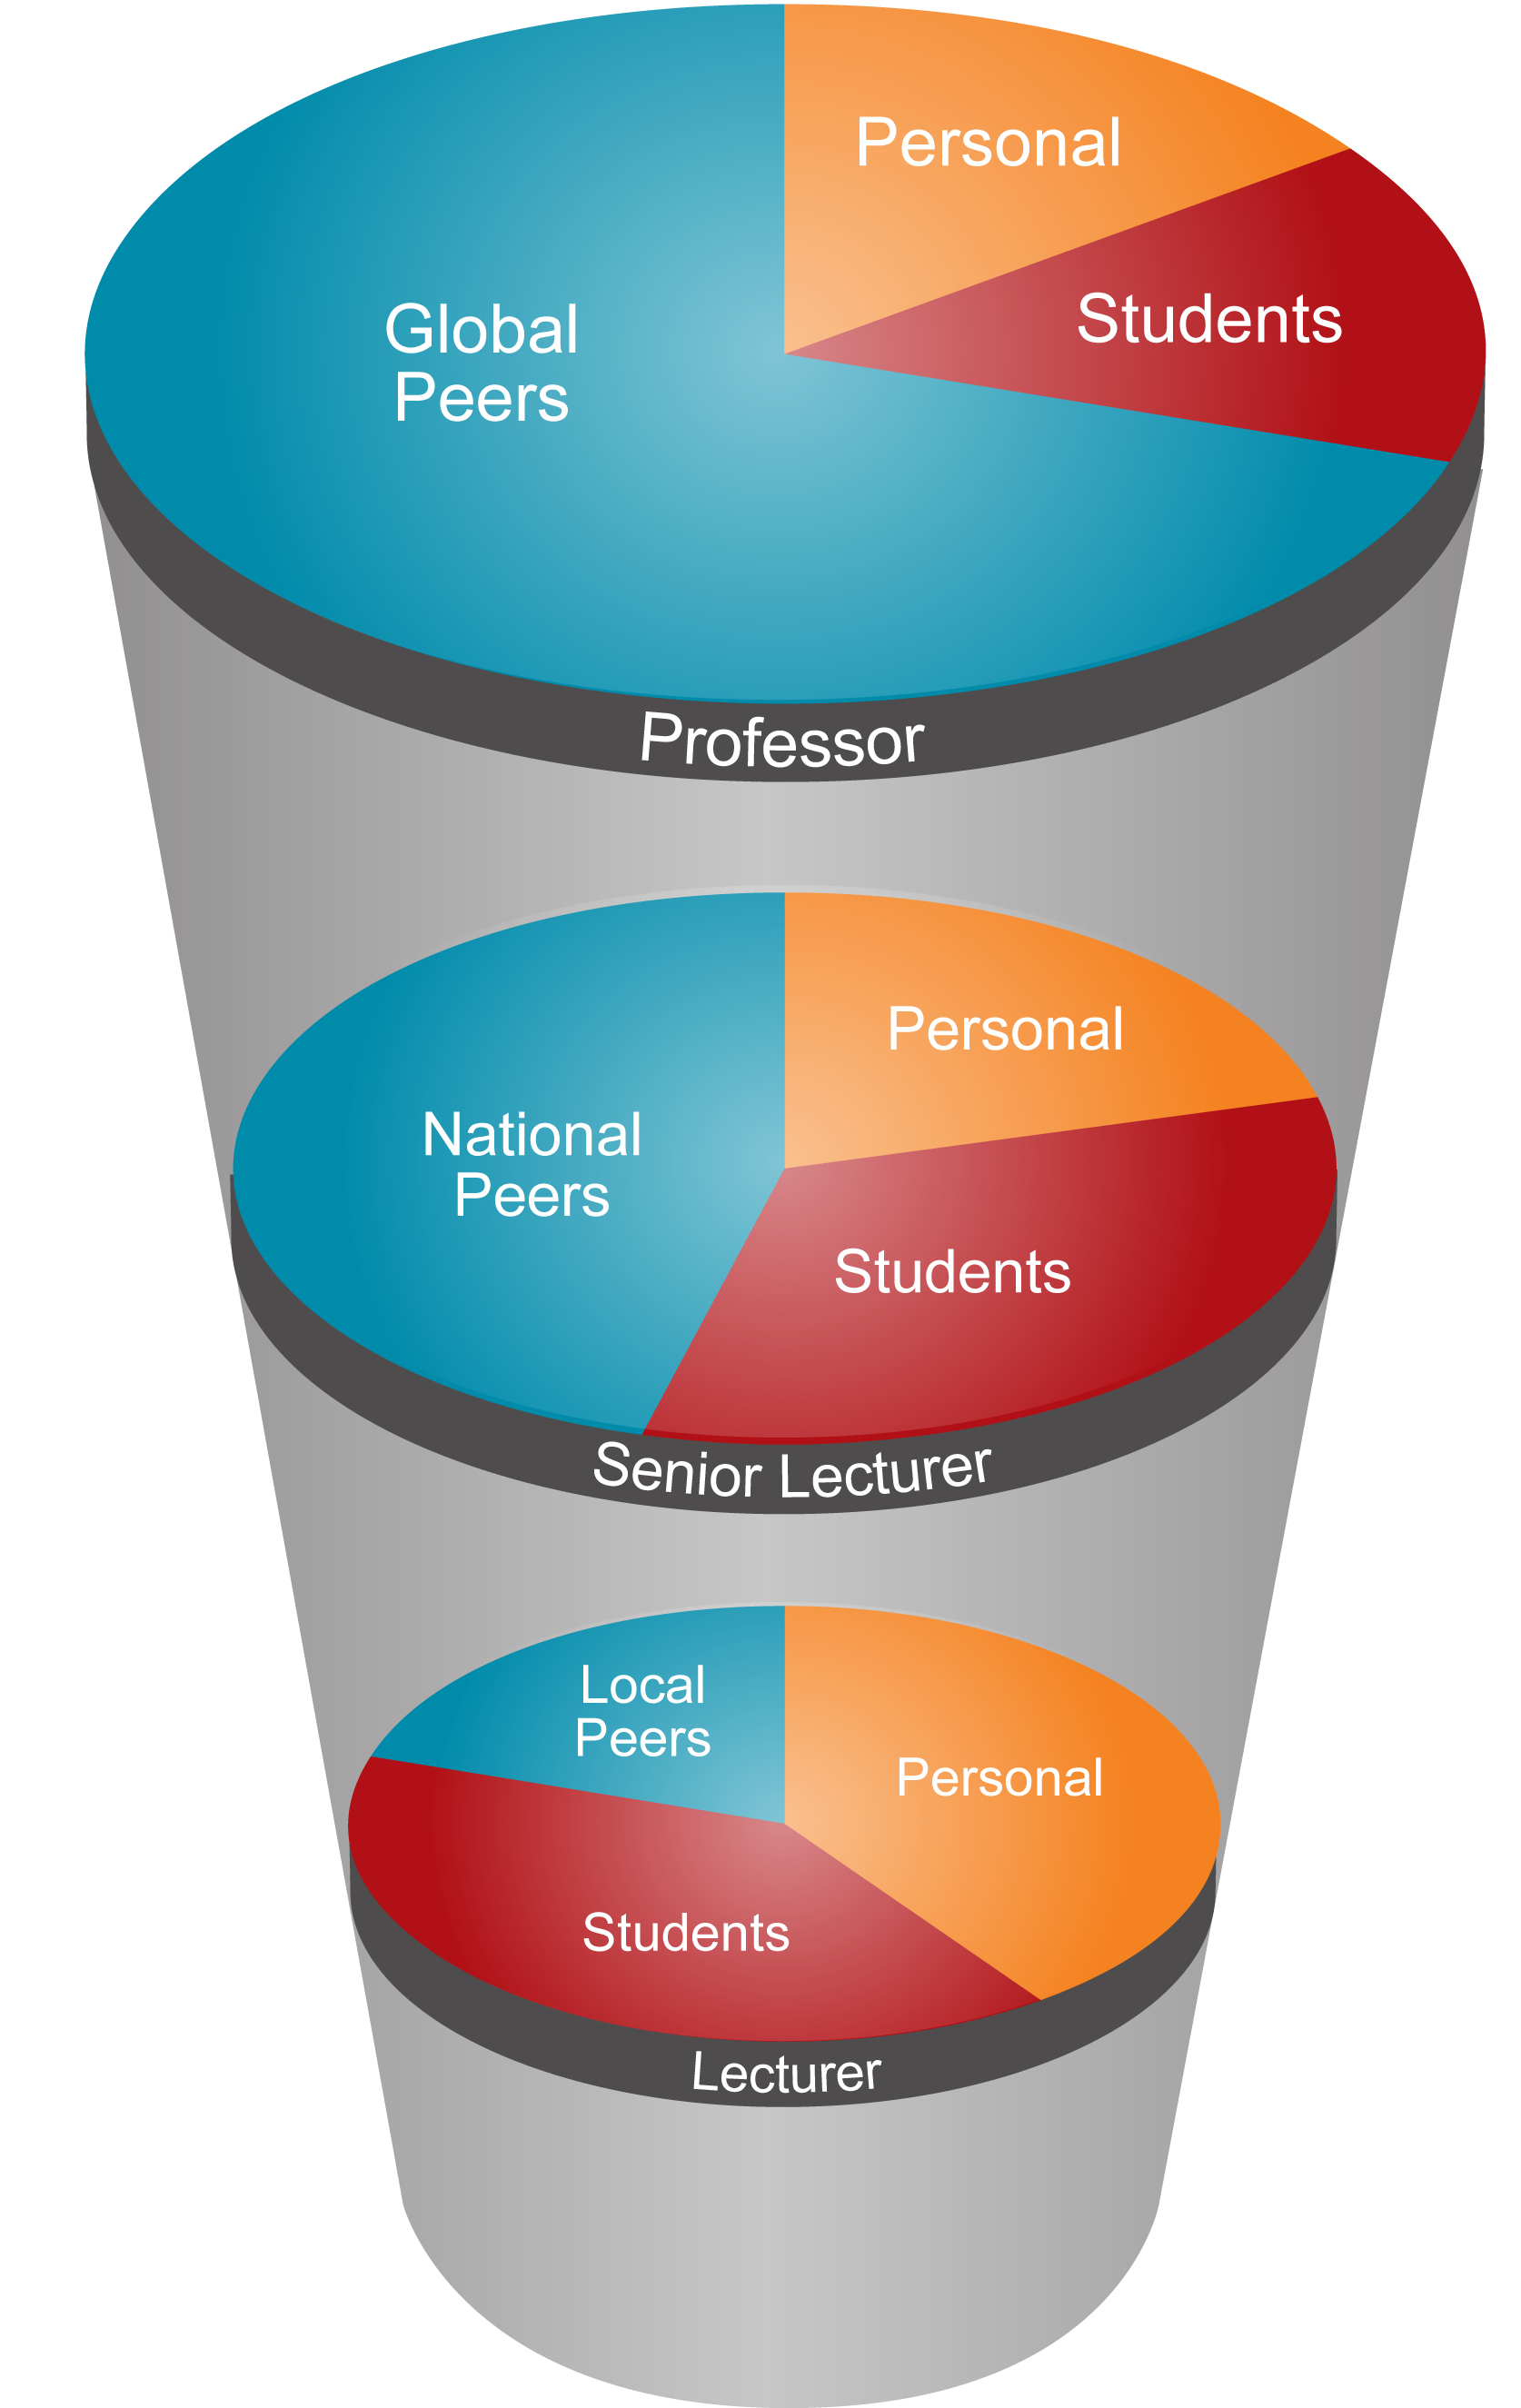 Personal
Students
Global
Peers
Professor
Personal
National
Peers
Students
Senior Lecturer
Local
Peers
Personal
Students
Lecturer